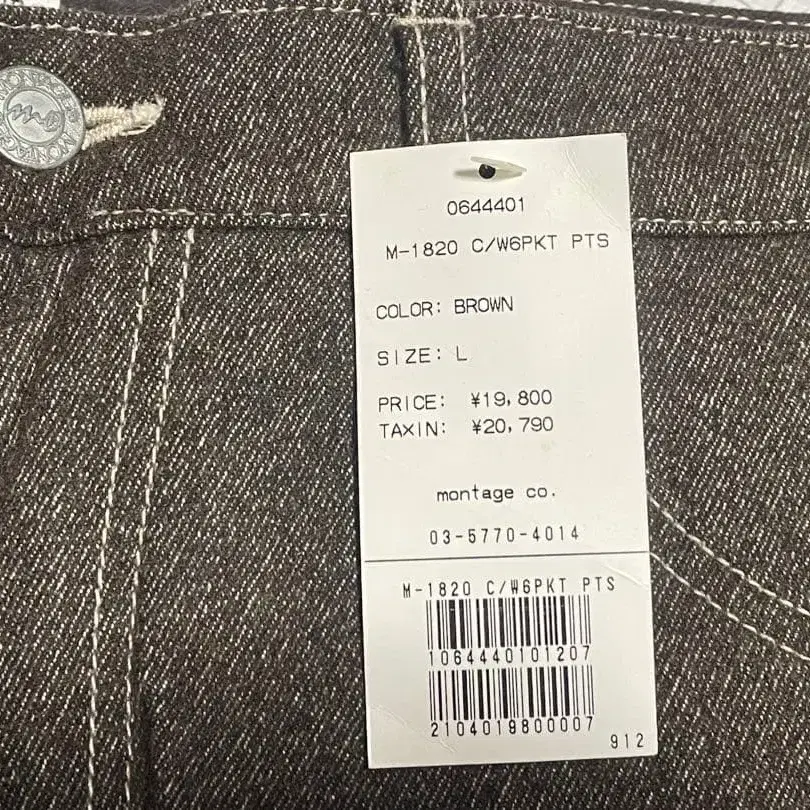 MONTAGE
0644401
M-1820 C/W6PKT PTS
COLOR: BROWN
SIZE: L
PRICE: ¥19,800
TAXIN: ¥20,790
montage co.
03-5770-4014
M-1820 C/W6PKT PTS
1064440101207
2104019800007
912